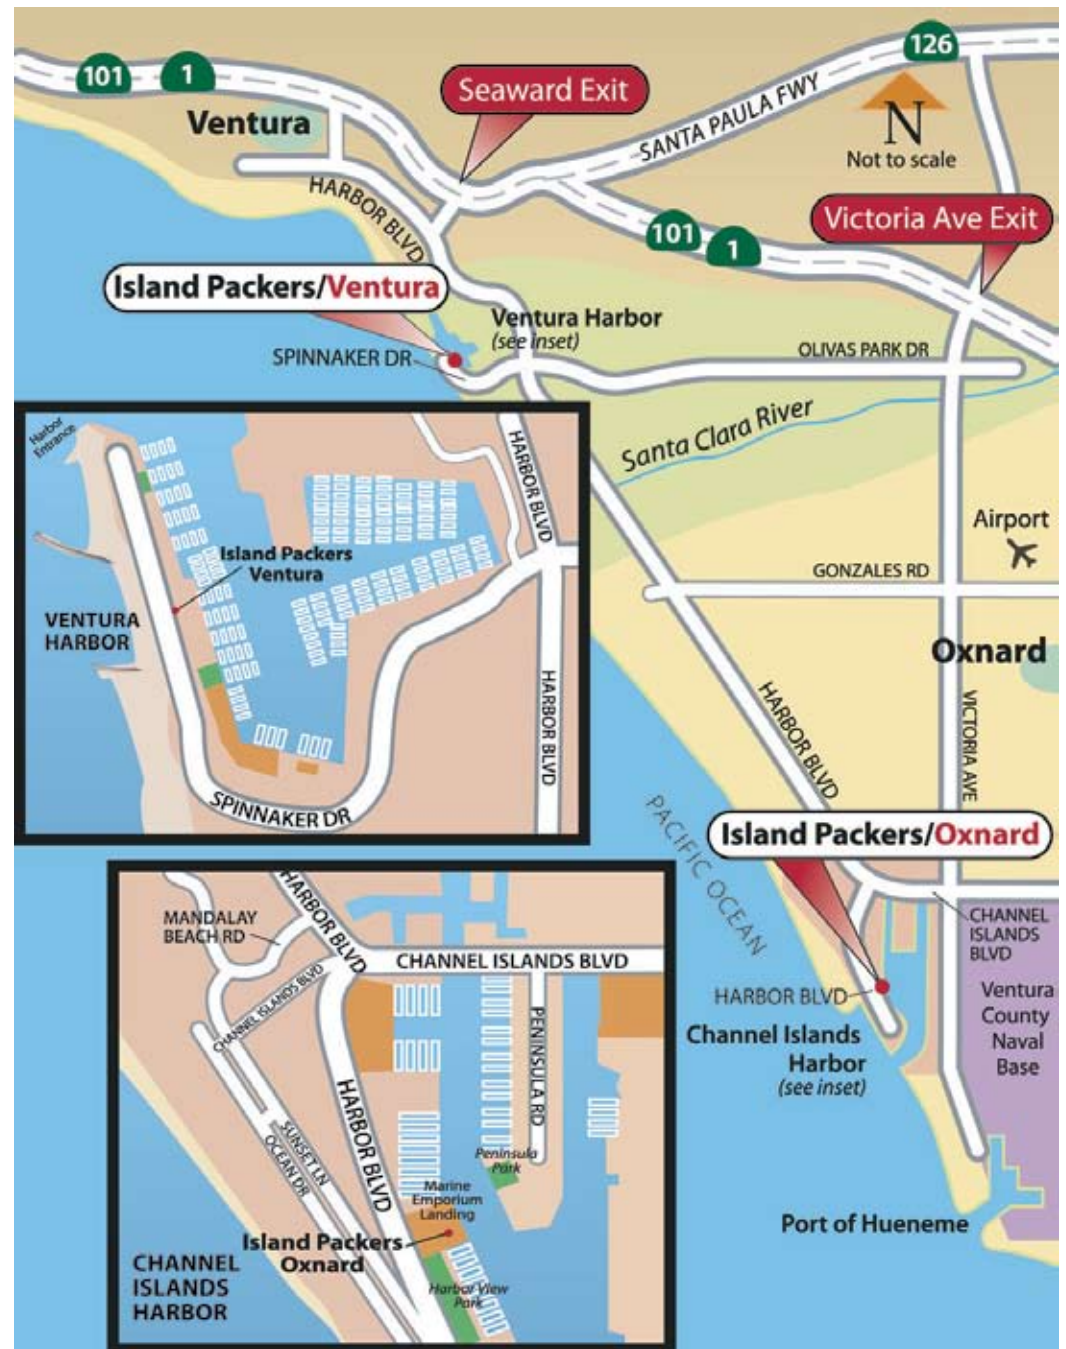 126
101
1
Seaward Exit
SANTA PAULA FWY
Ventura
N
Not to scale
HARBOR BLVD
Victoria Ave Exit
101
1
Island Packers/Ventura
Ventura Harbor
(see inset)
SPINNAKER DR
OLIVAS PARK DR
Santa Clara River
Harbor
Entrance
HARBOR BLVD
Island Packers
Ventura
VENTURA
HARBOR
HARBOR BLVD
SPINNAKER DR
Airport
GONZALES RD
Oxnard
HARBOR BLVD
VICTORIA AVE
PACIFIC OCEAN
Island Packers/Oxnard
CHANNEL
ISLANDS
BLVD
HARBOR BLVD
Ventura
County
Naval
Base
Channel Islands
Harbor
(see inset)
Port of Hueneme
HARBOR BLVD
MANDALAY
BEACH RD
CHANNEL ISLANDS BLVD
CHANNEL ISLANDS BLVD
PENINSULA RD
HARBOR BLVD
SUNSET LN
OCEAN DR
Peninsula
Park
Marine
Emporium
Landing
Island Packers
Oxnard
Harbor View
Park
CHANNEL
ISLANDS
HARBOR